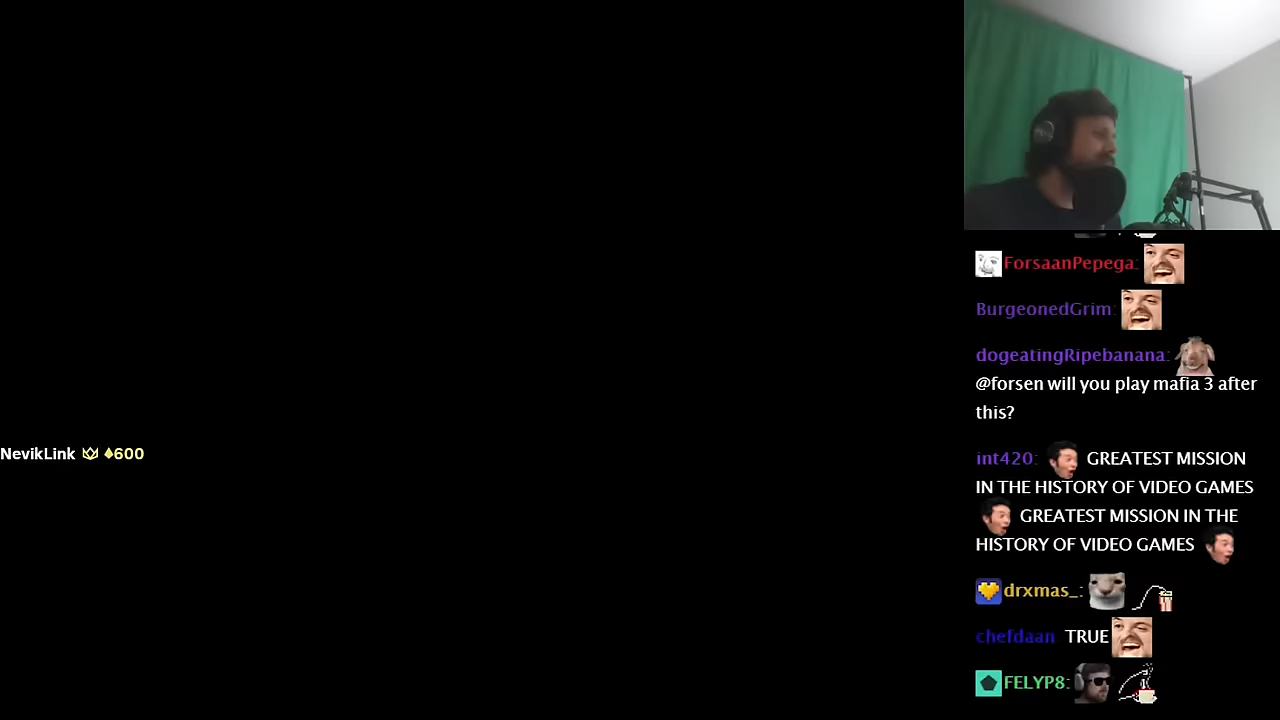 ForsaanPepega:
BurgeonedGrim:
dogeatingRipebanana:
@forsen will you play mafia 3 after
this?
NevikLink 600
int420: GREATEST MISSION
IN THE HISTORY OF VIDEO GAMES
GREATEST MISSION IN THE
HISTORY OF VIDEO GAMES
drxmas_:
chefdaan TRUE
FELYP8: